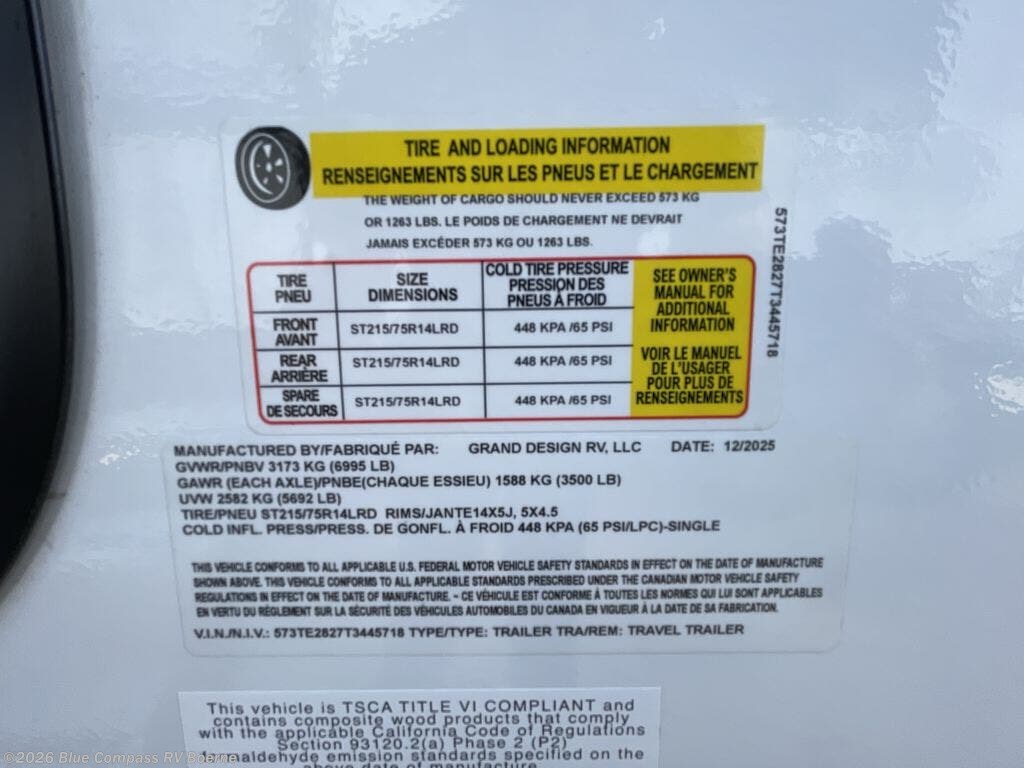 TIRE AND LOADING INFORMATION
RENSEIGNEMENTS SUR LES PNEUS ET LE CHARGEMENT
THE WEIGHT OF CARGO SHOULD NEVER EXCEED 573 KG
OR 1263 LBS. LE POIDS DE CHARGEMENT NE DEVRAIT
JAMAIS EXCÉDER 573 KG OU 1263 LBS.
TIRE
PNEU
SIZE
DIMENSIONS
COLD TIRE PRESSURE
PRESSION DES
PNEUS À FROID
FRONT
AVANT
ST215/75R14LRD
448 KPA /65 PSI
REAR
ARRIÈRE
ST215/75R14LRD
448 KPA /65 PSI
SPARE
DE SECOURS
ST215/75R14LRD
448 KPA /65 PSI
SEE OWNER'S
MANUAL FOR
ADDITIONAL
INFORMATION
VOIR LE MANUEL
DE L'USAGER
POUR PLUS DE
RENSEIGNEMENTS
573TE2827T3445718
MANUFACTURED BY/FABRIQUÉ PAR: GRAND DESIGN RV, LLC DATE: 12/2025
GVWR/PNBV 3173 KG (6995 LB)
GAWR (EACH AXLE)/PNBE(CHAQUE ESSIEU) 1588 KG (3500 LB)
UVW 2582 KG (5692 LB)
TIRE/PNEU ST215/75R14LRD RIMS/JANTE14X5J, 5X4.5
COLD INFL. PRESS/PRESS. DE GONFL. À FROID 448 KPA (65 PSI/LPC)-SINGLE
THIS VEHICLE CONFORMS TO ALL APPLICABLE U.S. FEDERAL MOTOR VEHICLE SAFETY STANDARDS IN EFFECT ON THE DATE OF MANUFACTURE
SHOWN ABOVE. THIS VEHICLE CONFORMS TO ALL APPLICABLE STANDARDS PRESCRIBED UNDER THE CANADIAN MOTOR VEHICLE SAFETY
REGULATIONS IN EFFECT ON THE DATE OF MANUFACTURE. - CE VÉHICULE EST CONFORME À TOUTES LES NORMES QUI LUI SONT APPLICABLES
EN VERTU DU RÈGLEMENT SUR LA SÉCURITÉ DES VÉHICULES AUTOMOBILES DU CANADA EN VIGUEUR À LA DATE DE SA FABRICATION.
V.I.N./N.I.V.: 573TE2827T3445718 TYPE/TYPE: TRAILER TRA/REM: TRAVEL TRAILER
This vehicle is TSCA TITLE VI COMPLIANT and
contains composite wood products that comply
with the applicable California Code of Regulations
Section 93120.2(a) Phase 2 (P2)
formaldehyde emission standards specified on the
above date of manufacture.
©2026 Blue Compass RV Boerne